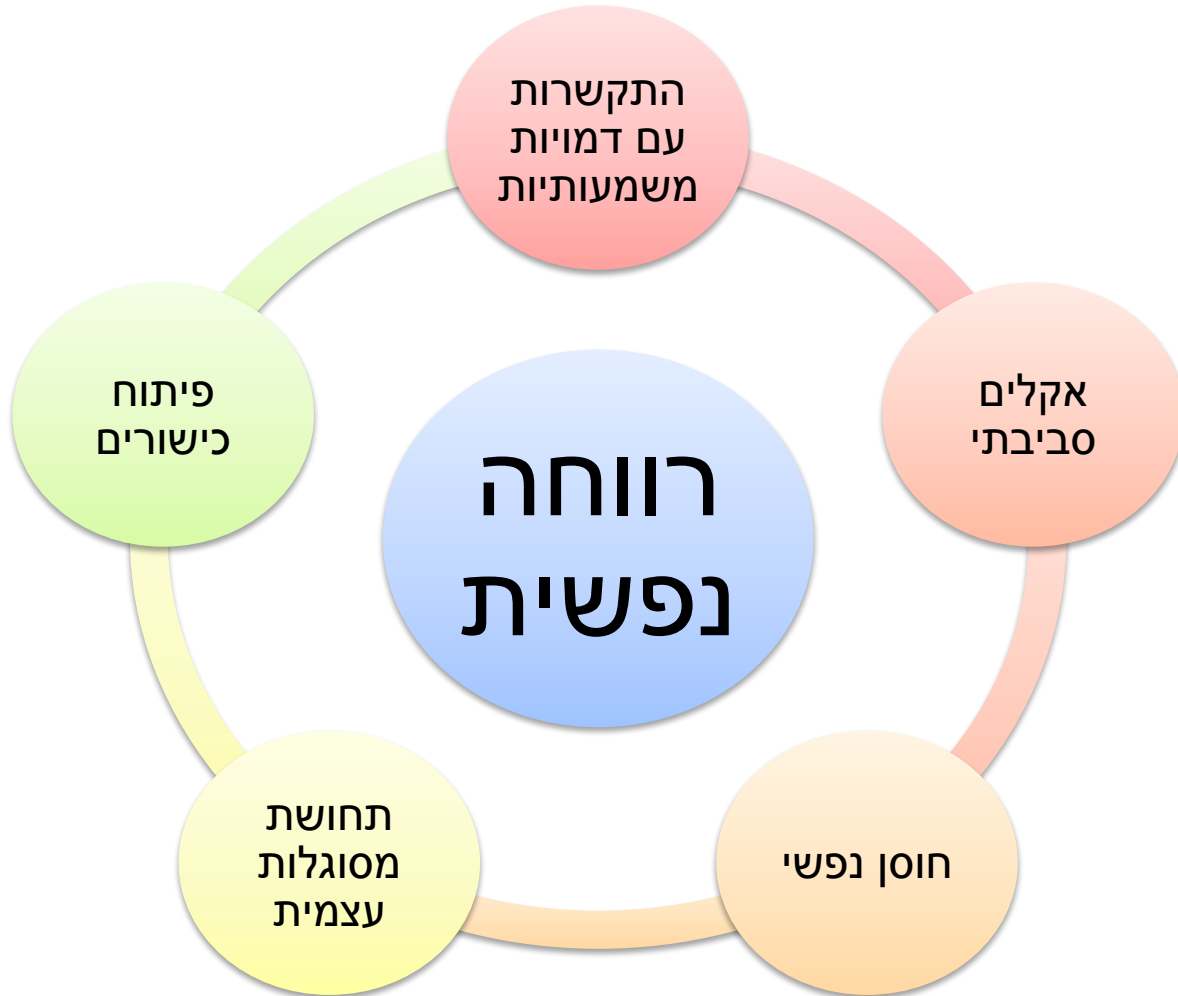 התקשרות
עם דמויות
משמעותיות
אקלים
סביבתי
חוסן נפשי
תחושת
מסוגלות
עצמית
פיתוח
כישורים
רווחה
נפשית